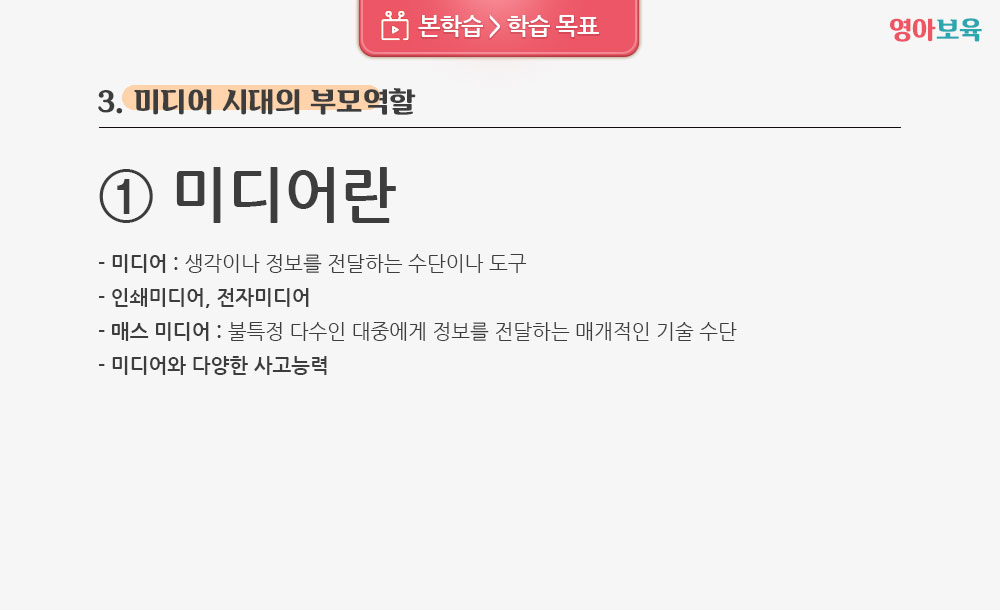 본학습 > 학습 목표
영아보육
3. 미디어 시대의 부모역할
① 미디어란
- 미디어 : 생각이나 정보를 전달하는 수단이나 도구
- 인쇄미디어, 전자미디어
- 매스 미디어 : 불특정 다수인 대중에게 정보를 전달하는 매개적인 기술 수단
- 미디어와 다양한 사고능력